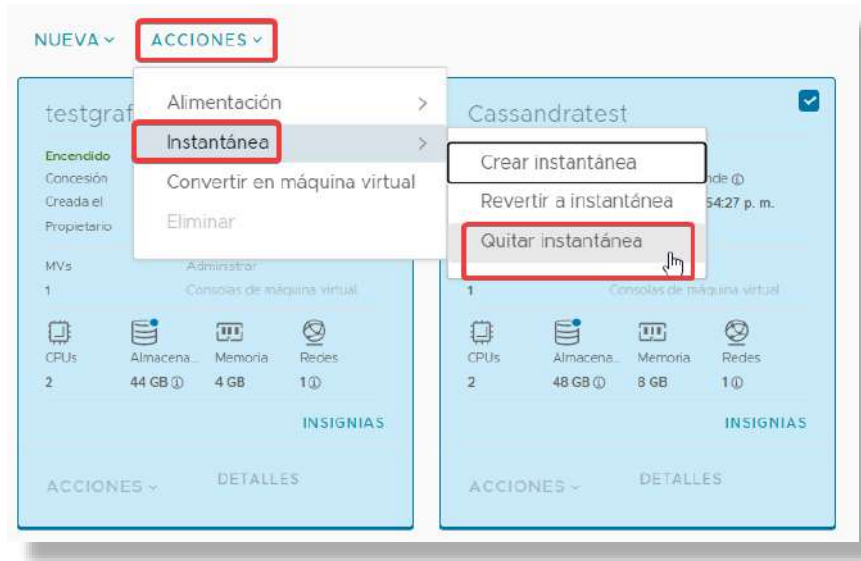 NUEVA ACCIONES
testgraf
Encendido
Concesión
Creada el
Propietario
MVs Administrar
1 Consolas de máquina virtual
CPUs Almacena... Memoria Redes
2 44 GB 4 GB 1
INSIGNIAS
ACCIONES DETALLES
Alimentación
Instantánea
Convertir en máquina virtual
Eliminar
Crear instantánea
Revertir a instantánea
Quitar instantánea
Cassandratest
54:27 p. m.
1 Consolas de máquina virtual
CPUs Almacena... Memoria Redes
2 48 GB 8 GB 1
INSIGNIAS
ACCIONES DETALLES